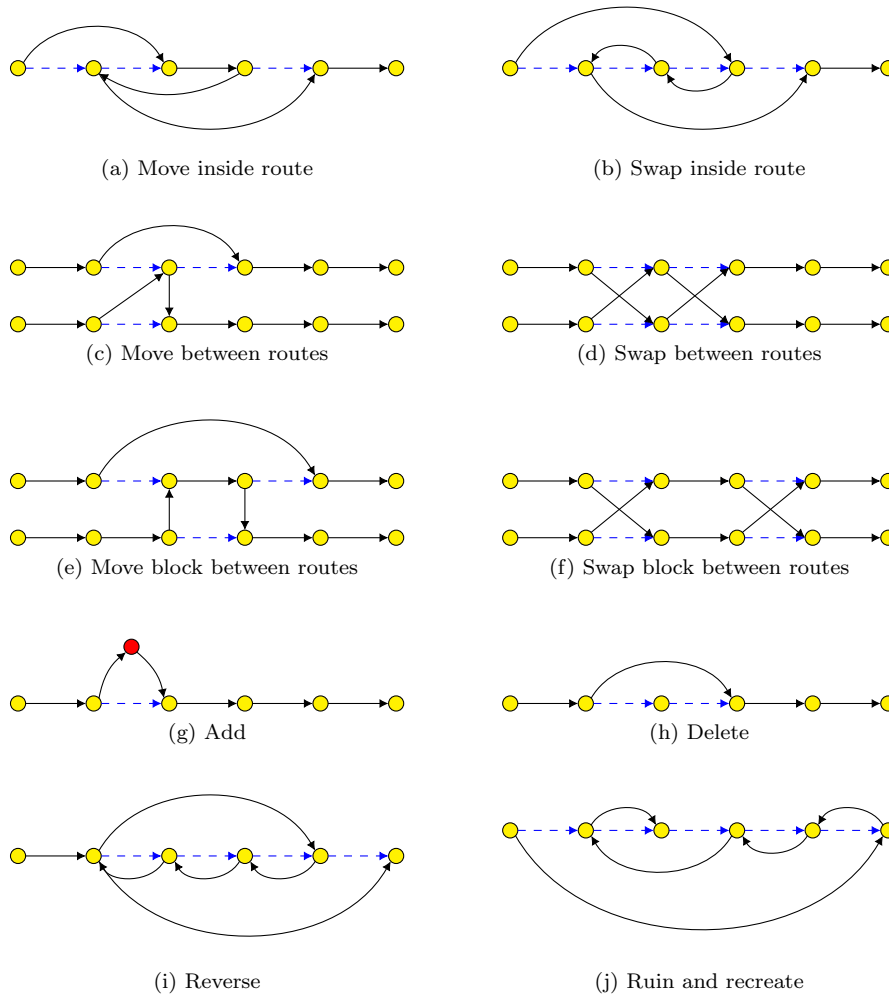 (a) Move inside route
(b) Swap inside route
(c) Move between routes
(d) Swap between routes
(e) Move block between routes
(f) Swap block between routes
(g) Add
(h) Delete
(i) Reverse
(j) Ruin and recreate